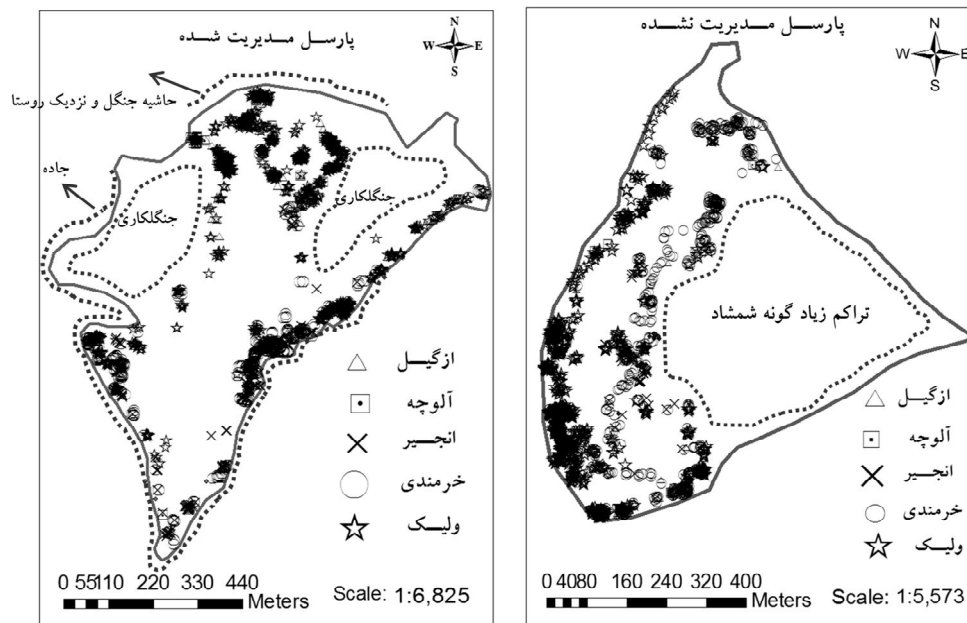 پارسل مدیریت شده
N
W E
S
حاشیه جنگل و نزدیک روستا
جاده
جنگلکاری
جنگلکاری
ازگیل
آلوچه
انجیر
خرمندی
ولیک
0 55110 220 330 440
Meters
Scale: 1:6,825
پارسل مدیریت نشده
N
W E
S
تراکم زیاد گونه شمشاد
ازگیل
آلوچه
انجیر
خرمندی
ولیک
0 4080 160 240 320 400
Meters
Scale: 1:5,573